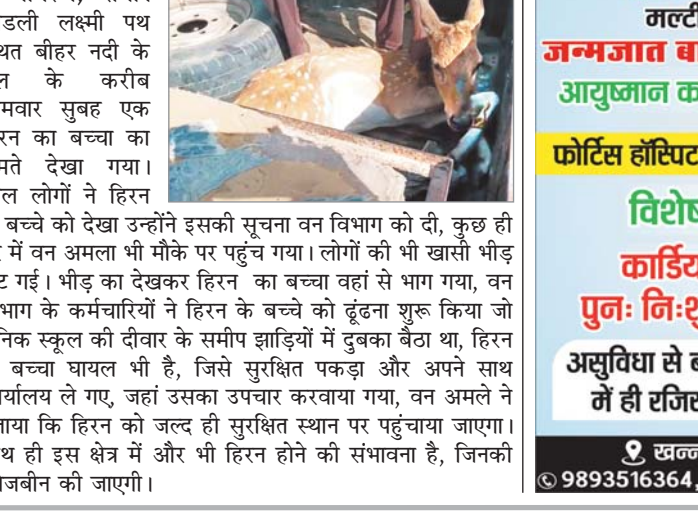 डली लक्ष्मी पथ
थत बीहर नदी के
ल के करीब
मवार सुबह एक
रन का बच्चा का
मते देखा गया।
ल लोगों ने हिरन
बच्चे को देखा उन्होंने इसकी सूचना वन विभाग को दी, कुछ ही
र में वन अमला भी मौके पर पहुंच गया। लोगों की भी खासी भीड़
ट गई। भीड़ का देखकर हिरन का बच्चा वहां से भाग गया, वन
भाग के कर्मचारियों ने हिरन के बच्चे को ढूंढना शुरू किया जो
निक स्कूल की दीवार के समीप झाड़ियों में दुबका बैठा था, हिरन
बच्चा घायल भी है, जिसे सुरक्षित पकड़ा और अपने साथ
र्यालय ले गए, जहां उसका उपचार करवाया गया, वन अमले ने
ताया कि हिरन को जल्द ही सुरक्षित स्थान पर पहुंचाया जाएगा।
थ ही इस क्षेत्र में और भी हिरन होने की संभावना है, जिनकी
जबीन की जाएगी।
मल्टी
जन्मजात ब
आयुष्मान क
फोर्टिस हॉस्पिट
विशेष
कार्डिय
पुनः निःशु
असुविधा से ब
में ही रजिस
खन्न
9893516364,